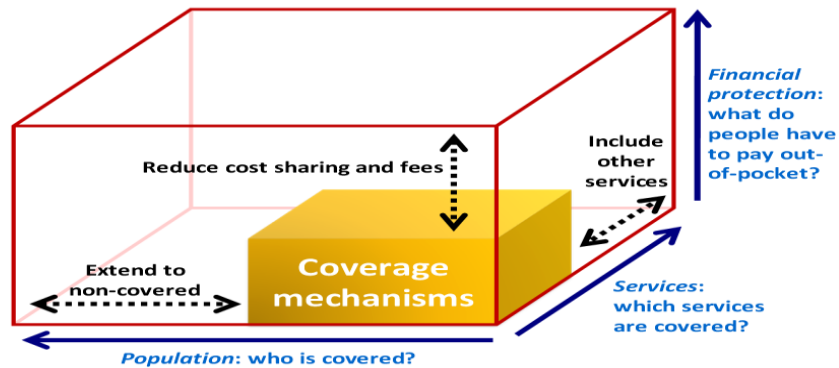 Financial
protection:
what do
people have
to pay out-
of-pocket?
Include
other
services
Reduce cost sharing and fees
Extend to
non-covered
Coverage
mechanisms
Services:
which services
are covered?
Population: who is covered?